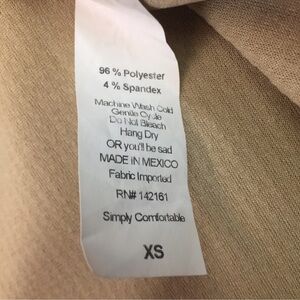 96 % Polyester
4 % Spandex
Machine Wash Cold
Gentle Cycle
Do Not Bleach
Hang Dry
OR you'll be sad
MADE IN MEXICO
Fabric Imported
RN# 142161
Simply Comfortable
XS